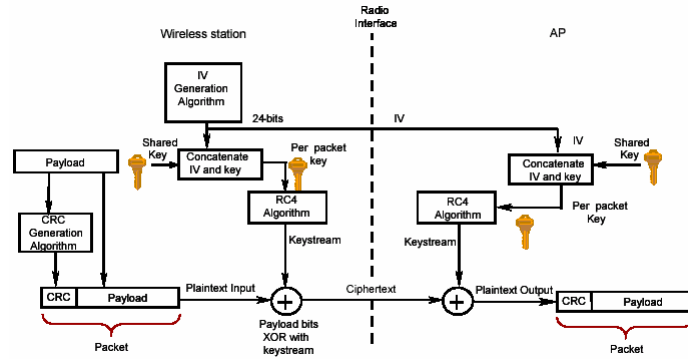 Radio
Interface
Wireless station
AP
IV
Generation
Algorithm
24-bits
IV
IV
Shared
Key
Concatenate
IV and key
Per packet
key
Shared
Key
Concatenate
IV and key
Payload
RC4
Algorithm
RC4
Algorithm
Per packet
Key
CRC
Generation
Algorithm
Keystream
Keystream
CRC
Payload
Plaintext Input
Ciphertext
Plaintext Output
CRC
Payload
Payload bits
XOR with
keystream
Packet
Packet